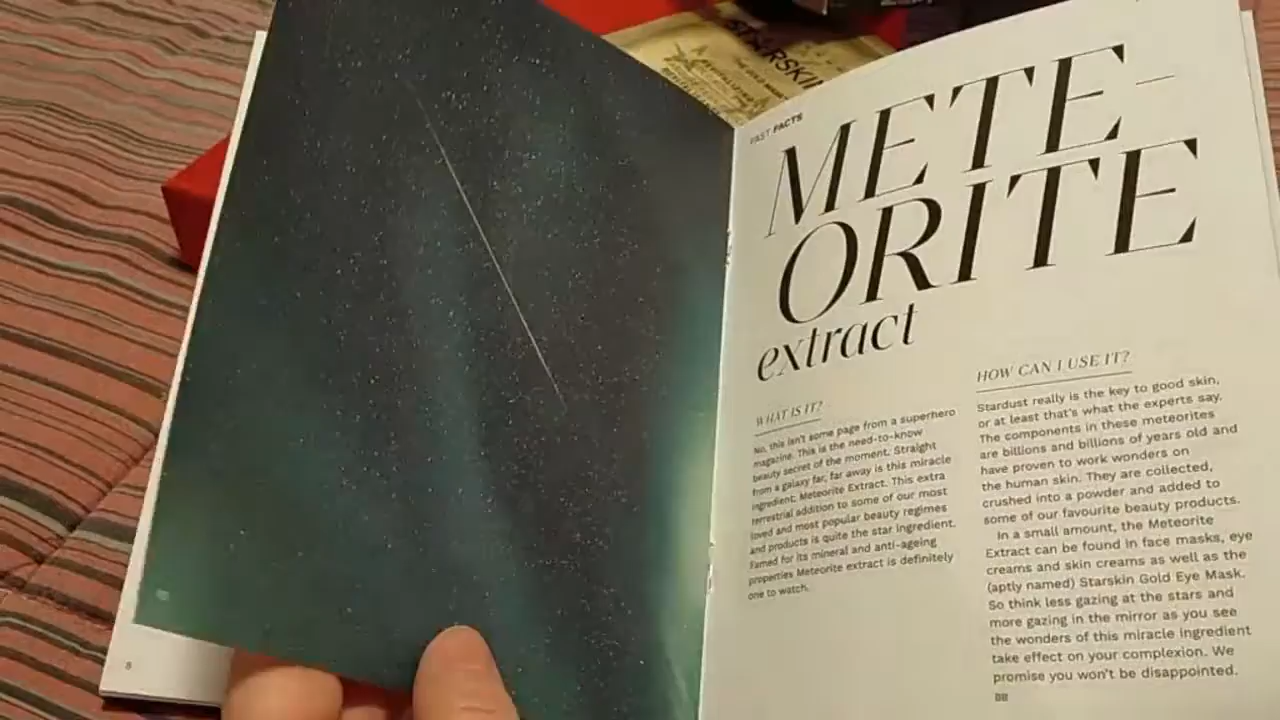 STARSKIN
THE GOLD MASK
FAST FACTS
METE-
ORITE
extract
WHAT IS IT?
No, this isn't some page from a superhero
magazine. This is the need-to-know
beauty secret of the moment. Straight
from a galaxy far, far away is this miracle
ingredient: Meteorite Extract. This extra
terrestrial addition to some of our most
loved and most popular beauty regimes
and products is quite the star ingredient.
Famed for its mineral and anti-ageing
properties Meteorite extract is definitely
one to watch.
HOW CAN I USE IT?
Stardust really is the key to good skin,
or at least that's what the experts say.
The components in these meteorites
are billions and billions of years old and
have proven to work wonders on
the human skin. They are collected,
crushed into a powder and added to
some of our favourite beauty products.
In a small amount, the Meteorite
Extract can be found in face masks, eye
creams and skin creams as well as the
(aptly named) Starskin Gold Eye Mask.
So think less gazing at the stars and
more gazing in the mirror as you see
the wonders of this miracle ingredient
take effect on your complexion. We
promise you won't be disappointed.
8